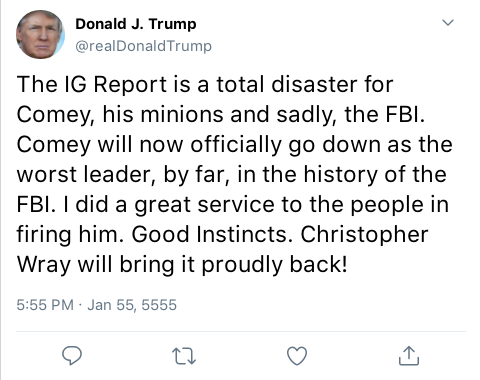 Donald J. Trump
@realDonaldTrump
The IG Report is a total disaster for
Comey, his minions and sadly, the FBI.
Comey will now officially go down as the
worst leader, by far, in the history of the
FBI. I did a great service to the people in
firing him. Good Instincts. Christopher
Wray will bring it proudly back!
5:55 PM · Jan 55, 5555